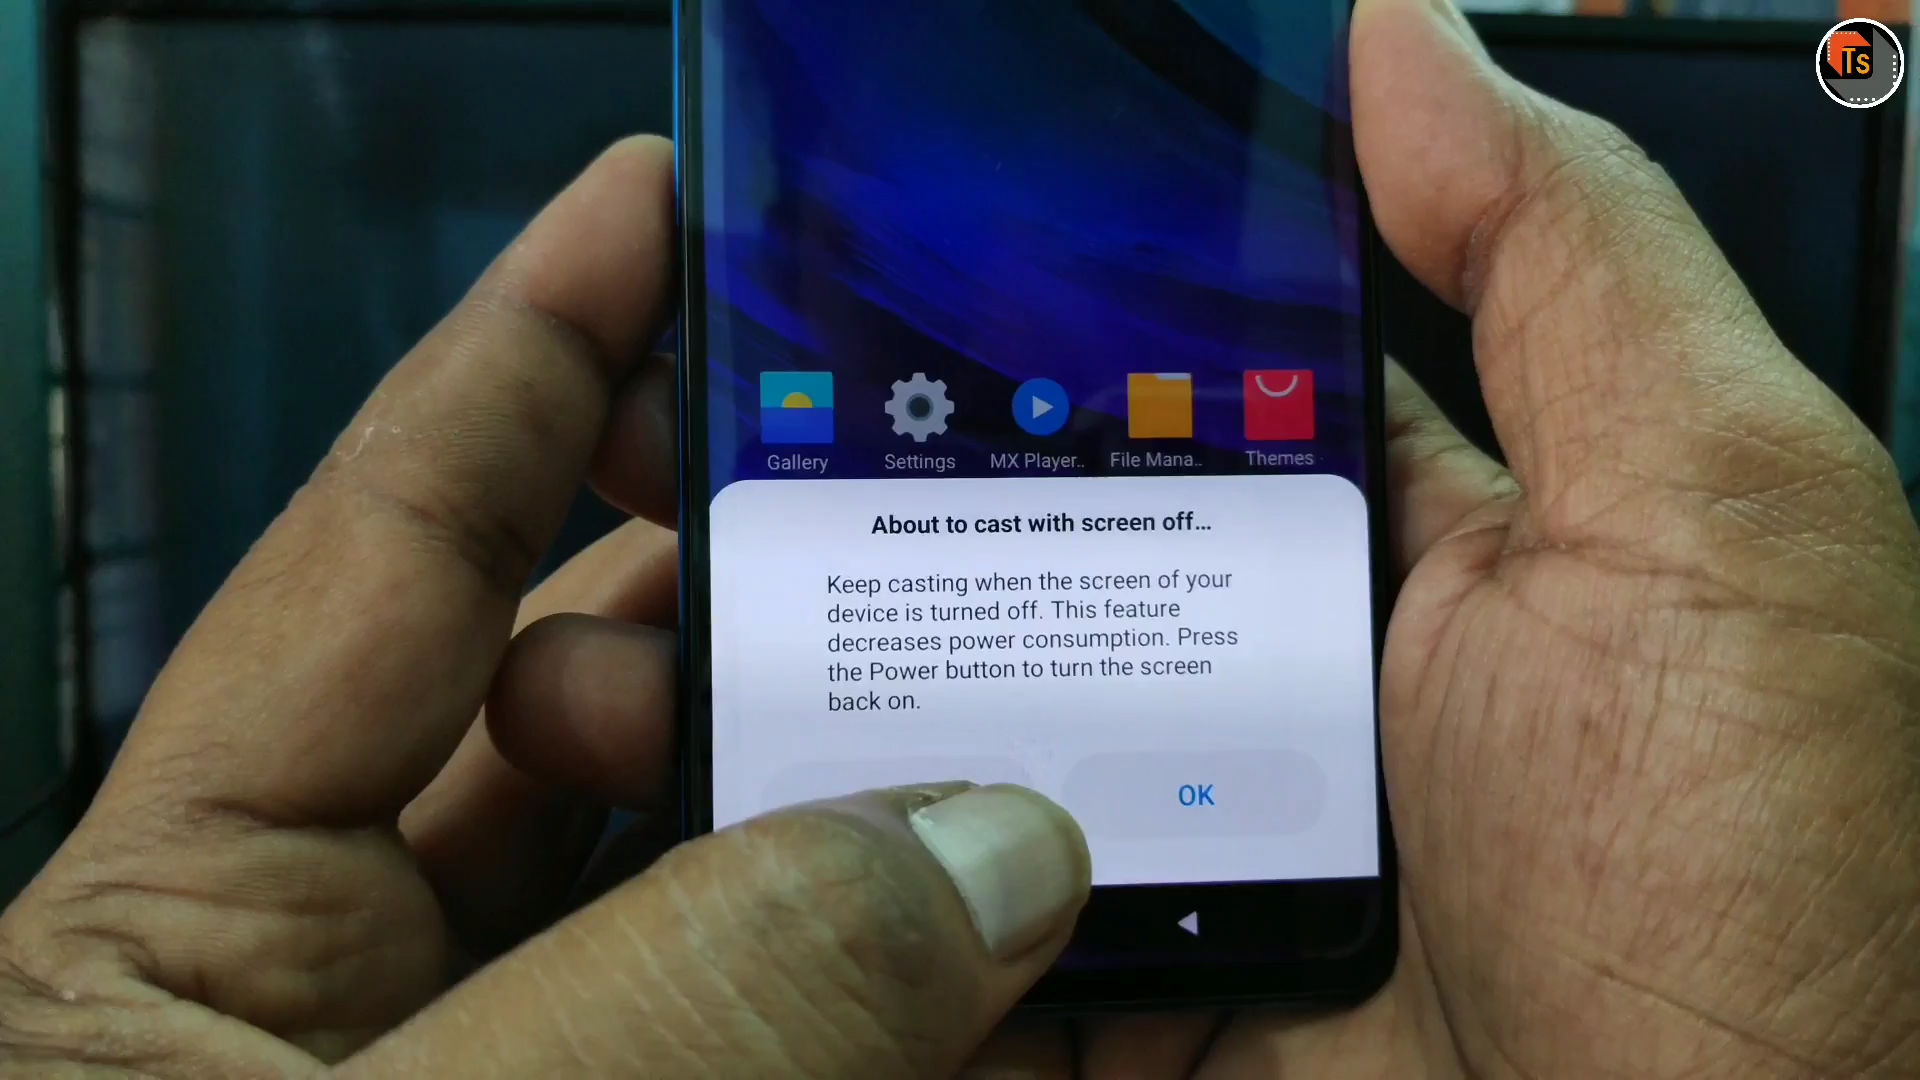 Ts
Gallery
Settings
MX Player..
File Mana..
Themes
About to cast with screen off...
Keep casting when the screen of your
device is turned off. This feature
decreases power consumption. Press
the Power button to turn the screen
back on.
OK